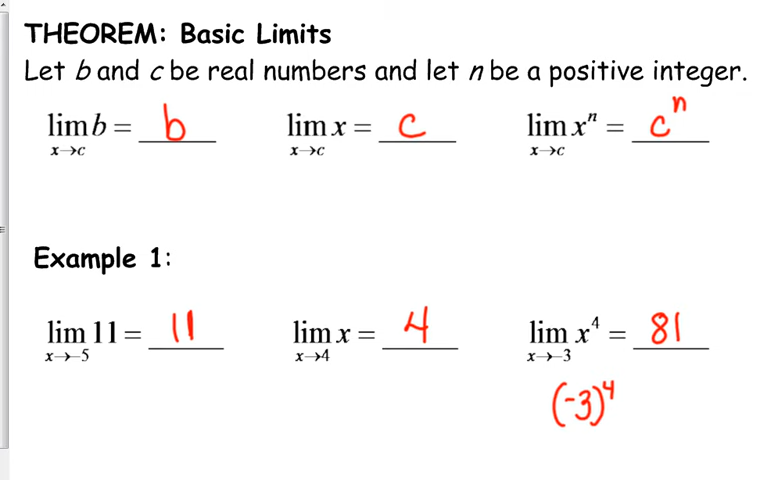 THEOREM: Basic Limits
Let b and c be real numbers and let n be a positive integer.
lim b = b lim x = c lim xⁿ = cⁿ
x→c x→c x→c
Example 1:
lim 11 = 11 lim x = 4 lim x⁴ = 81
x→-5 x→4 x→-3
(-3)⁴